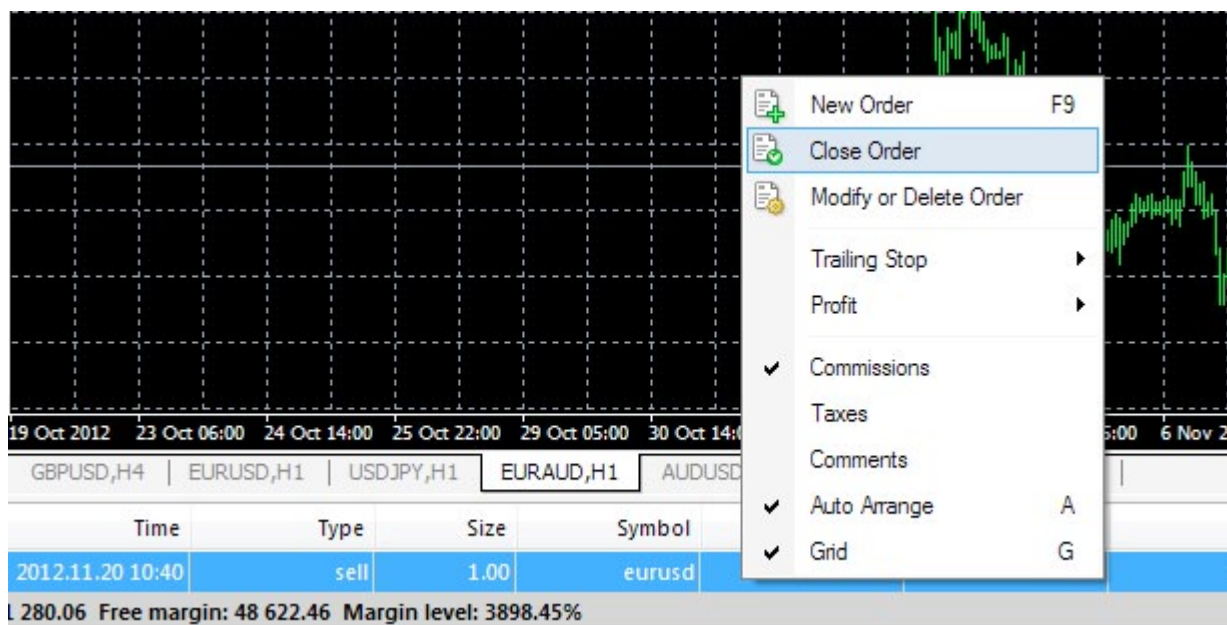 New Order F9
Close Order
Modify or Delete Order
Trailing Stop
Profit
Commissions
Taxes
Comments
Auto Arrange A
Grid G
19 Oct 2012 23 Oct 06:00 24 Oct 14:00 25 Oct 22:00 29 Oct 05:00 30 Oct 14:0 5:00 6 Nov 2
GBPUSD,H4 | EURUSD,H1 | USDJPY,H1 EURAUD,H1 AUDUSD |
Time Type Size Symbol
2012.11.20 10:40 sell 1.00 eurusd
1 280.06 Free margin: 48 622.46 Margin level: 3898.45%